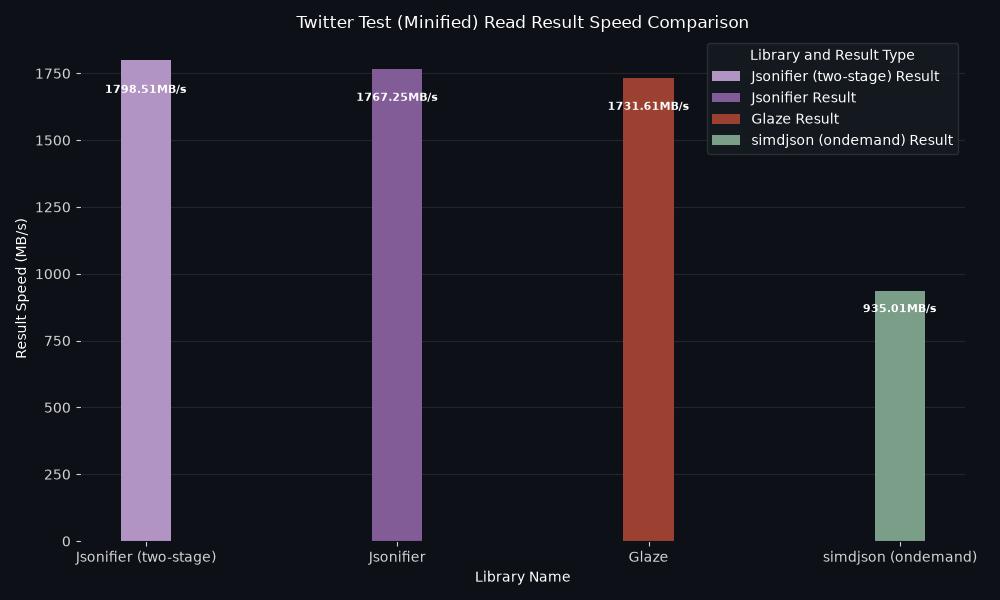 Twitter Test (Minified) Read Result Speed Comparison
Library and Result Type
Jsonifier (two-stage) Result
Jsonifier Result
Glaze Result
simdjson (ondemand) Result
1798.51MB/s
1767.25MB/s
1731.61MB/s
935.01MB/s
Result Speed (MB/s)
1750
1500
1250
1000
750
500
250
0
Jsonifier (two-stage)
Jsonifier
Glaze
simdjson (ondemand)
Library Name